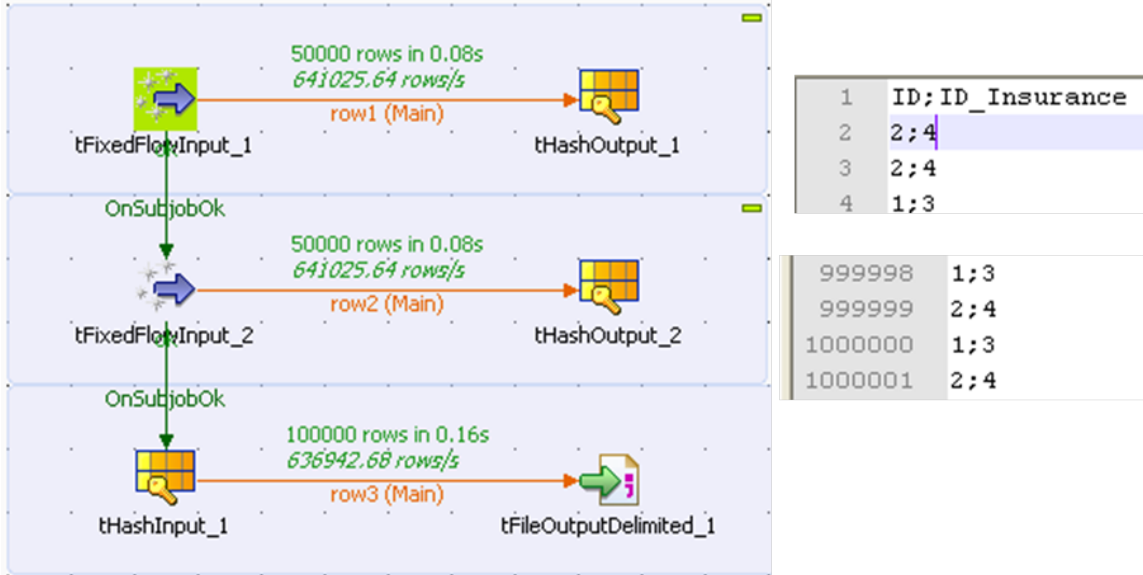 50000 rows in 0.08s
641025.64 rows/s
row1 (Main)
tFixedFlowInput_1
tHashOutput_1
OnSubjobOk
50000 rows in 0.08s
641025.64 rows/s
row2 (Main)
tFixedFlowInput_2
tHashOutput_2
OnSubjobOk
100000 rows in 0.16s
636942.68 rows/s
row3 (Main)
tHashInput_1
tFileOutputDelimited_1
1 ID;ID_Insurance
2 2;4
3 2;4
4 1;3
999998 1;3
999999 2;4
1000000 1;3
1000001 2;4